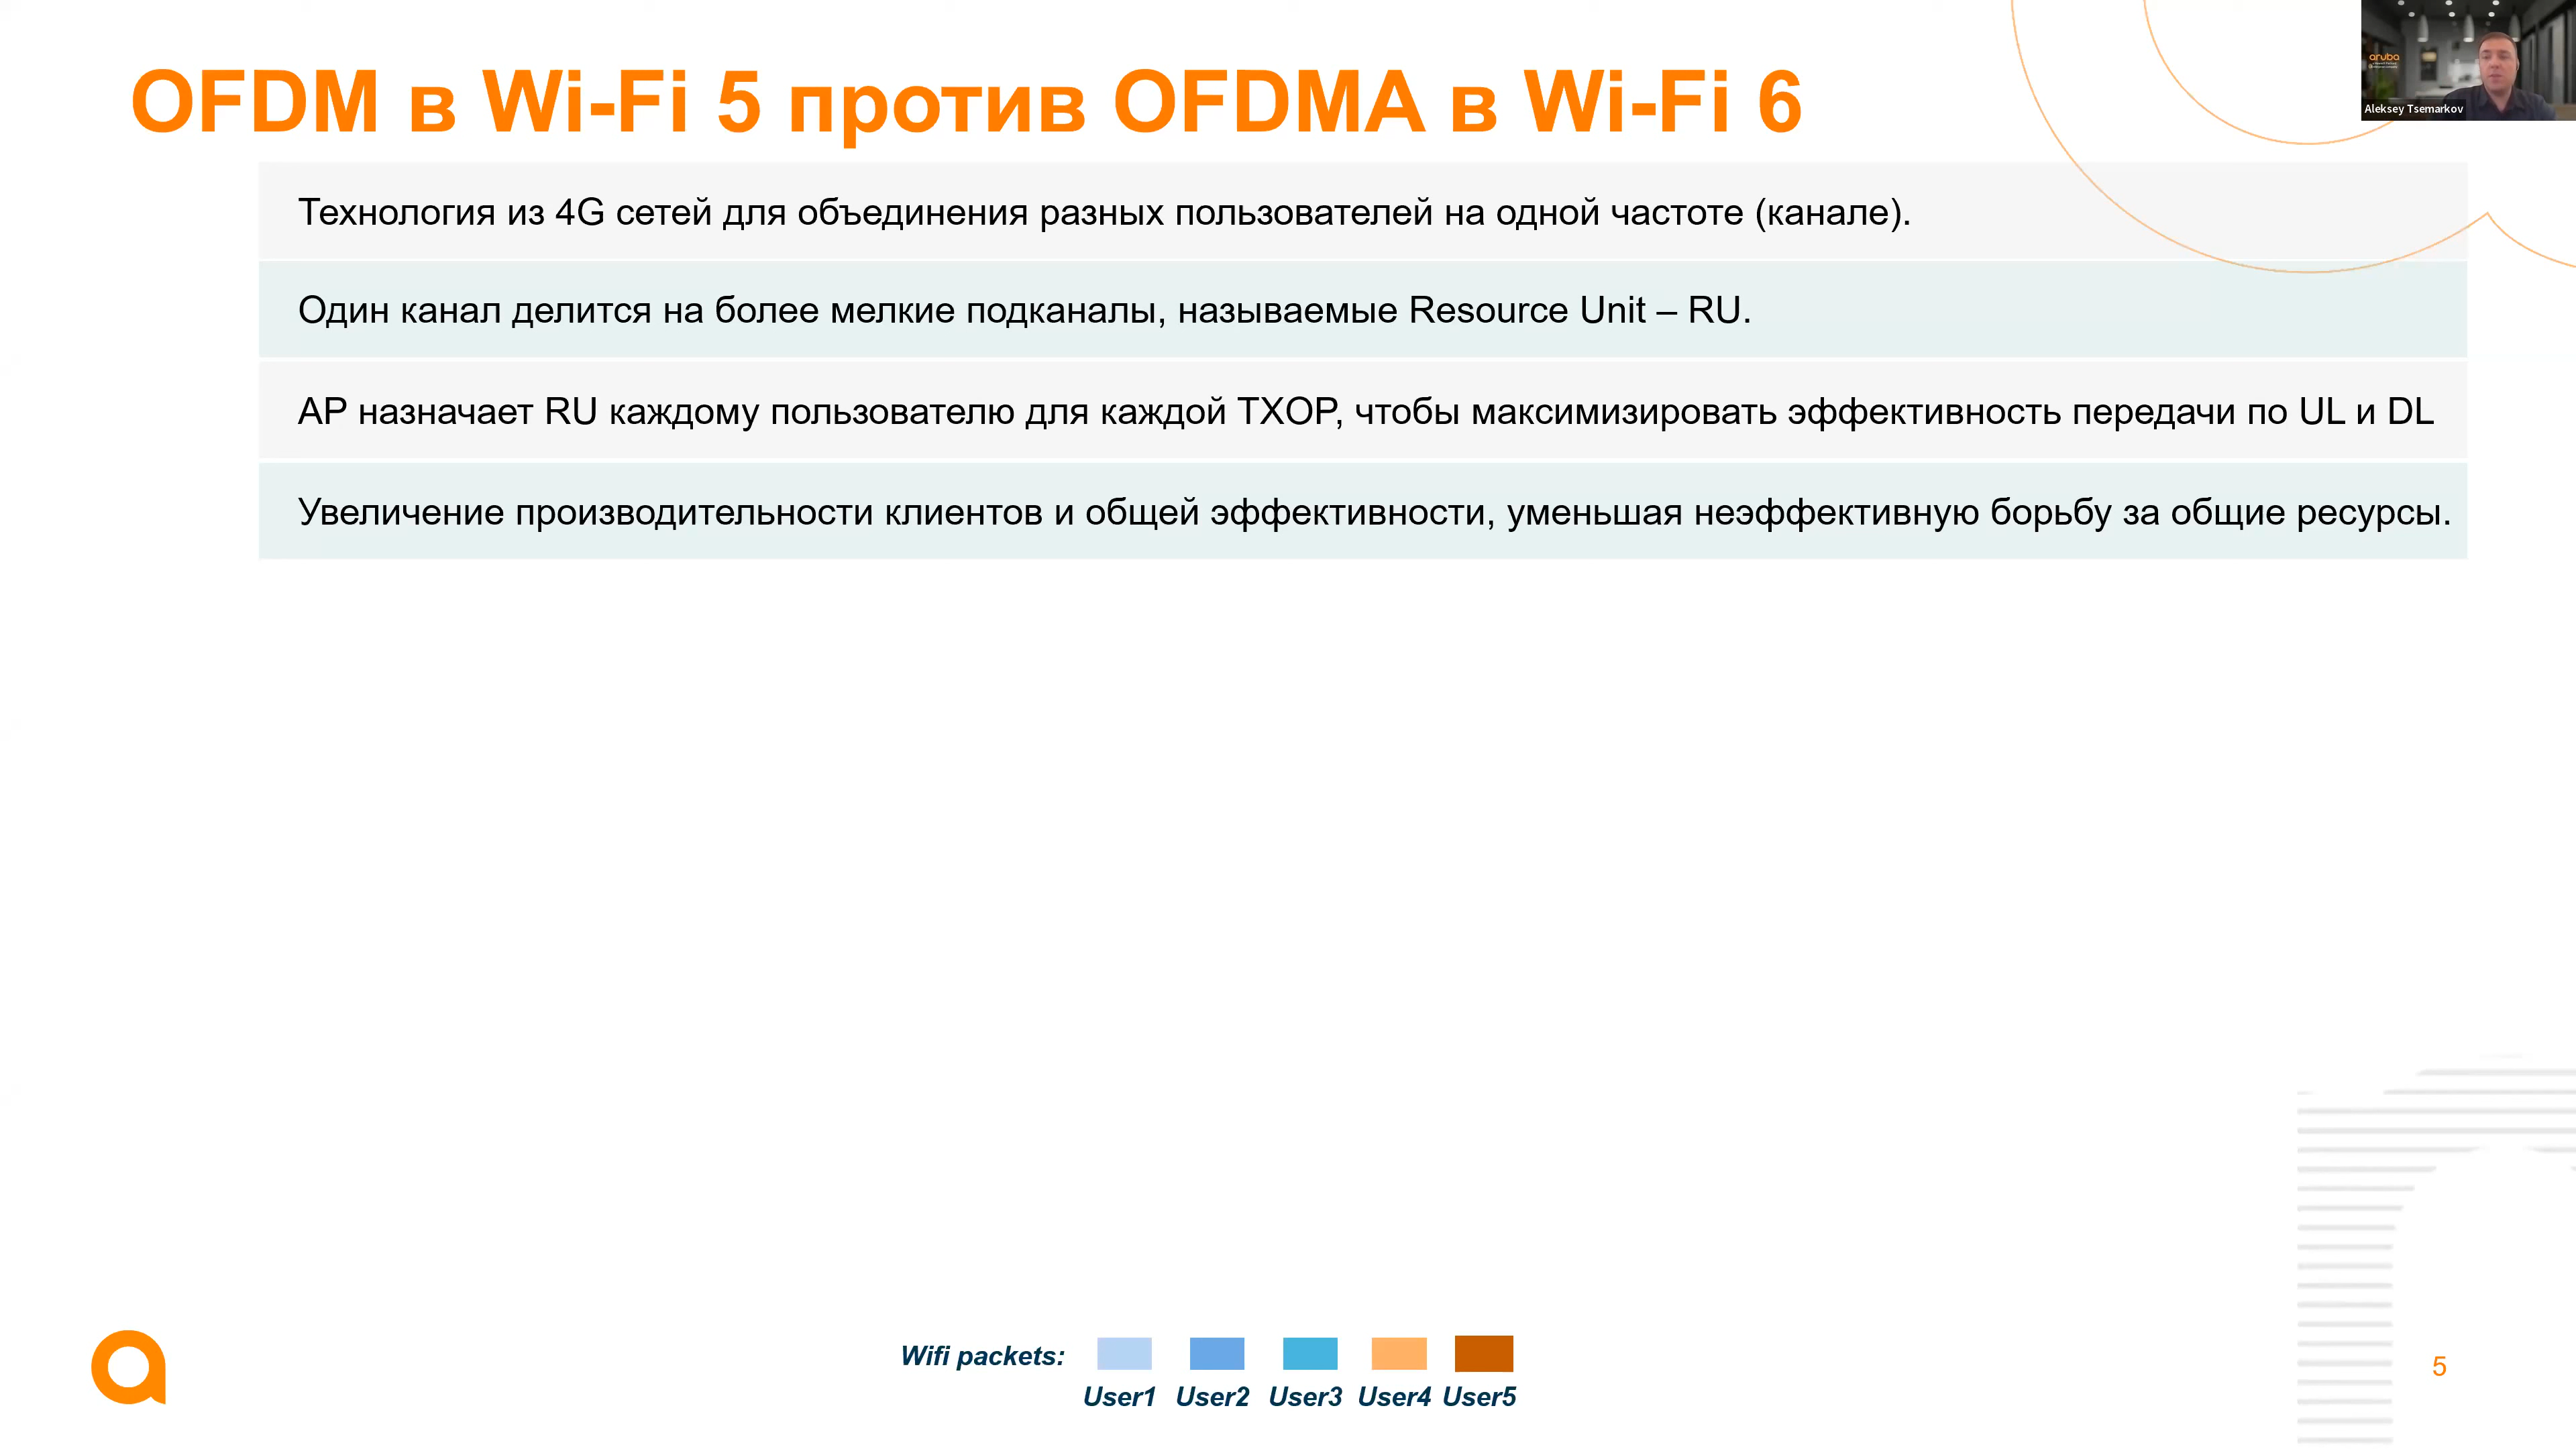 OFDM в Wi-Fi 5 против OFDMA в Wi-Fi 6
aruba
Aleksey Tsemarkov
Технология из 4G сетей для объединения разных пользователей на одной частоте (канале).
Один канал делится на более мелкие подканалы, называемые Resource Unit – RU.
AP назначает RU каждому пользователю для каждой TXOP, чтобы максимизировать эффективность передачи по UL и DL
Увеличение производительности клиентов и общей эффективности, уменьшая неэффективную борьбу за общие ресурсы.
Wifi packets:
User1 User2 User3 User4 User5
5